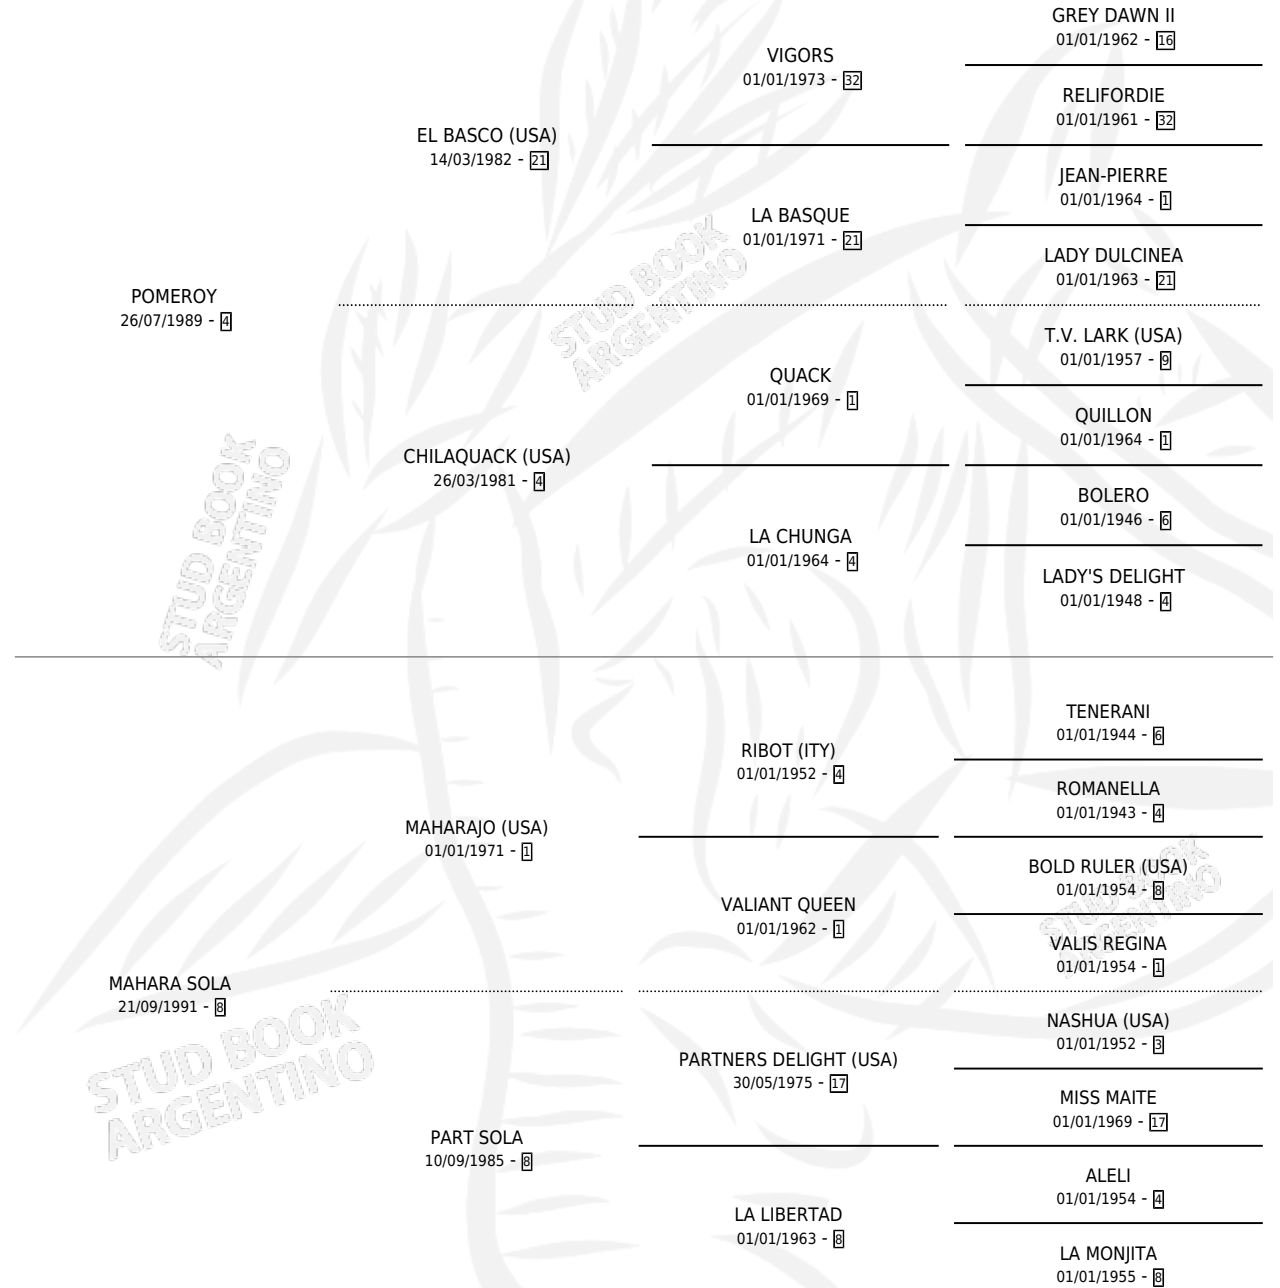 GREY DAWN II
01/01/1962 - 16
VIGORS
01/01/1973 - 32
RELIFORDIE
01/01/1961 - 32
EL BASCO (USA)
14/03/1982 - 21
JEAN-PIERRE
01/01/1964 - 1
LA BASQUE
01/01/1971 - 21
LADY DULCINEA
01/01/1963 - 21
POMEROY
26/07/1989 - 4
T.V. LARK (USA)
01/01/1957 - 9
QUACK
01/01/1969 - 1
QUILLON
01/01/1964 - 1
CHILAQUACK (USA)
26/03/1981 - 4
BOLERO
01/01/1946 - 6
LA CHUNGA
01/01/1964 - 4
LADY'S DELIGHT
01/01/1948 - 4
TENERANI
01/01/1944 - 6
RIBOT (ITY)
01/01/1952 - 4
ROMANELLA
01/01/1943 - 4
MAHARAJO (USA)
01/01/1971 - 1
BOLD RULER (USA)
01/01/1954 - 8
VALIANT QUEEN
01/01/1962 - 1
VALIS REGINA
01/01/1954 - 1
MAHARA SOLA
21/09/1991 - 8
NASHUA (USA)
01/01/1952 - 3
PARTNERS DELIGHT (USA)
30/05/1975 - 17
MISS MAITE
01/01/1969 - 17
PART SOLA
10/09/1985 - 8
ALELI
01/01/1954 - 4
LA LIBERTAD
01/01/1963 - 8
LA MONJITA
01/01/1955 - 8
STUD BOOK
ARGENTINO
STUD BOOK
ARGENTINO
STUD BOOK
ARGENTINO
STUD BOOK
ARGENTINO